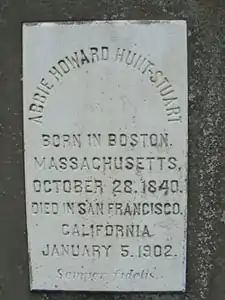 ABBIE HOWARD HUNT-STUART
BORN IN BOSTON,
MASSACHUSETTS,
OCTOBER 28, 1840.
DIED IN SAN FRANCISCO,
CALIFORNIA.
JANUARY 5, 1902.
Semper fidelis.